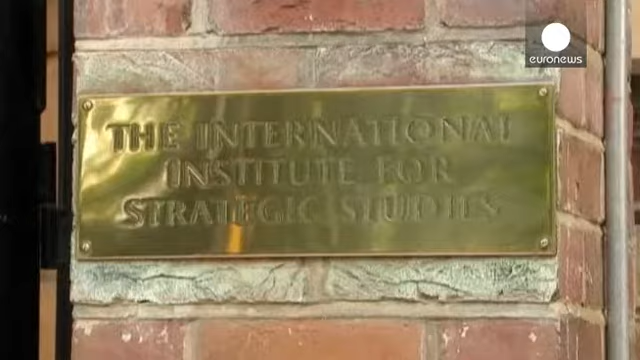 euronews
THE INTERNATIONAL
INSTITUTE FOR
STRATEGIC STUDIES